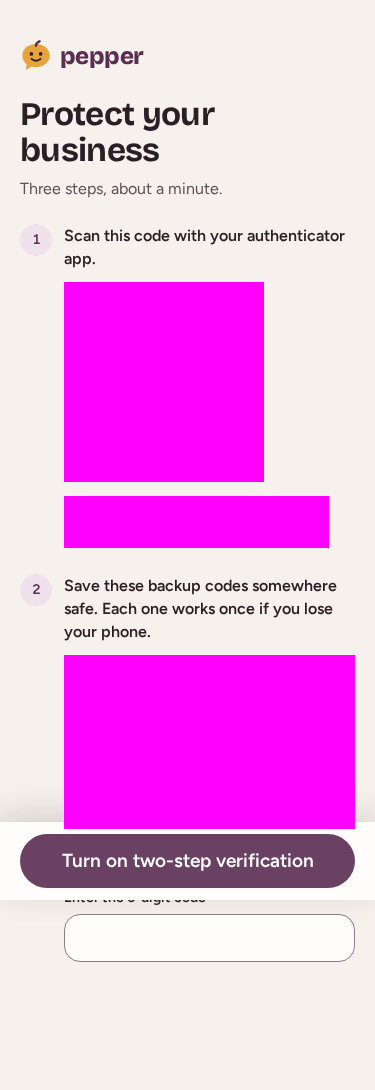 pepper
Protect your
business
Three steps, about a minute.
1
Scan this code with your authenticator
app.
2
Save these backup codes somewhere
safe. Each one works once if you lose
your phone.
Turn on two-step verification